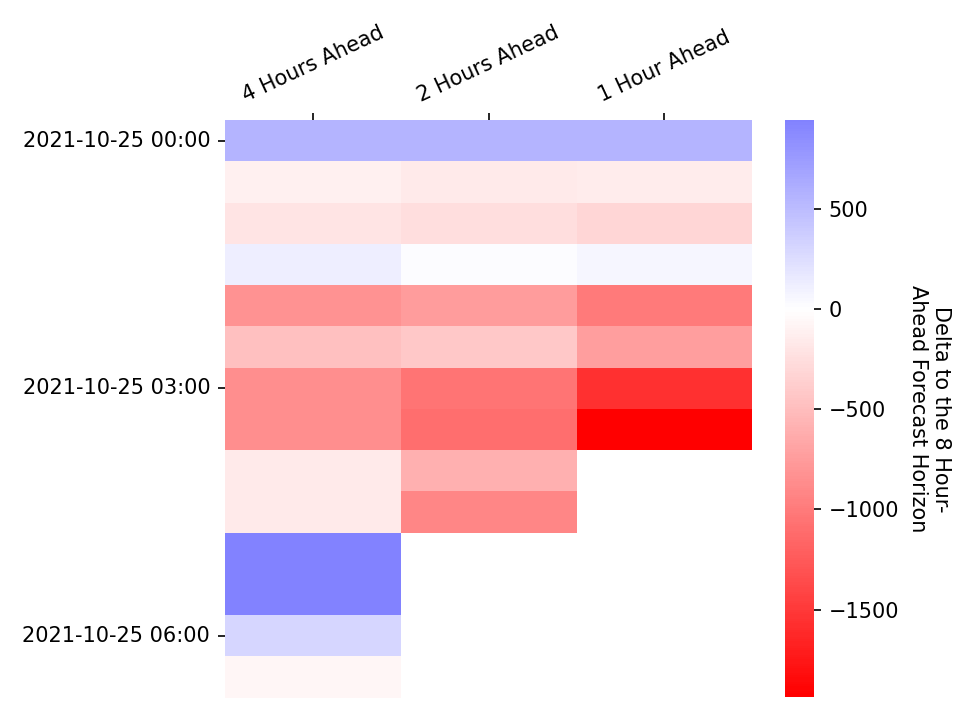 4 Hours Ahead
2 Hours Ahead
1 Hour Ahead
2021-10-25 00:00
2021-10-25 03:00
2021-10-25 06:00
500
0
−500
−1000
−1500
Delta to the 8 Hour-
Ahead Forecast Horizon